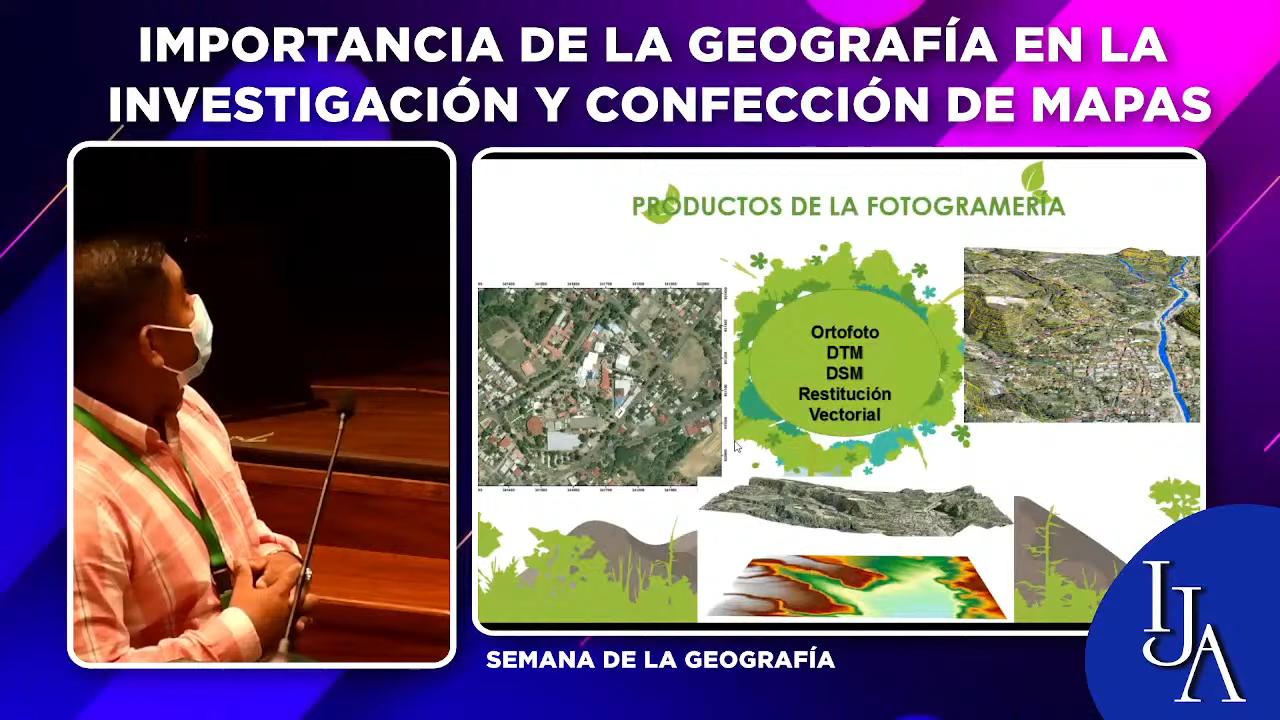 IMPORTANCIA DE LA GEOGRAFÍA EN LA
INVESTIGACIÓN Y CONFECCIÓN DE MAPAS
PRODUCTOS DE LA FOTOGRAMERÍA
Ortofoto
DTM
DSM
Restitución
Vectorial
SEMANA DE LA GEOGRAFÍA
IJA